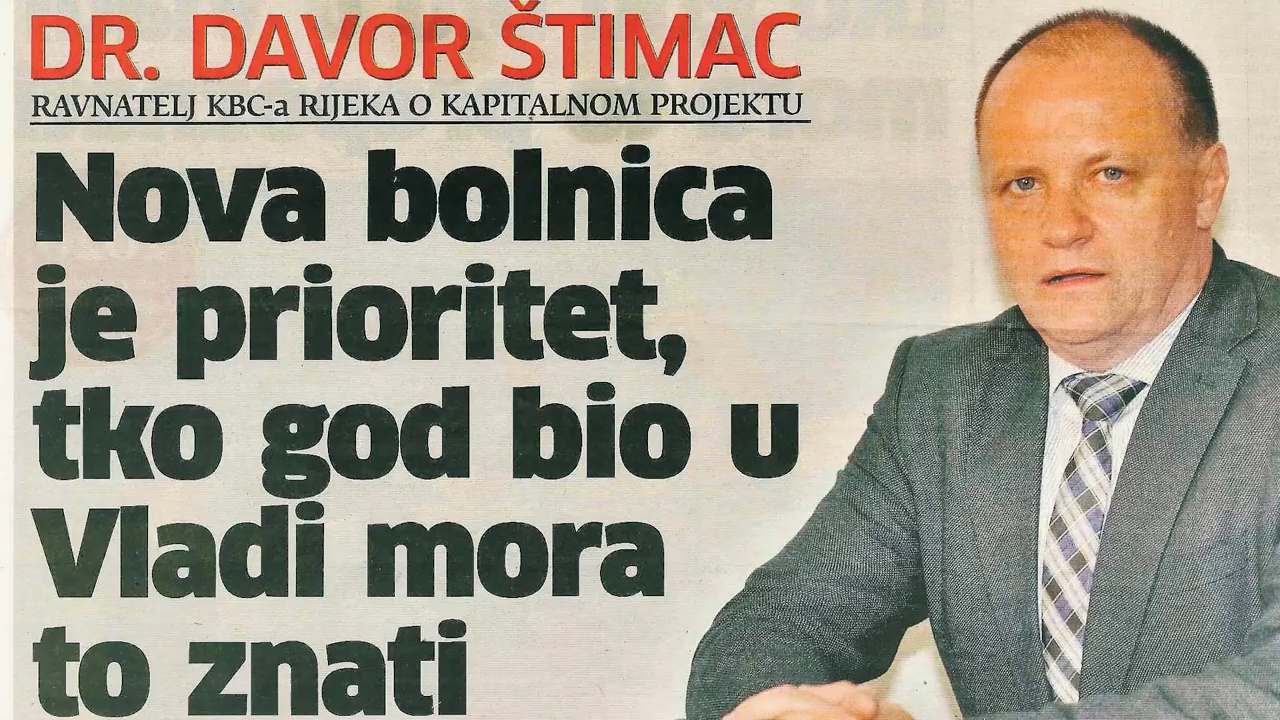 DR. DAVOR ŠTIMAC
RAVNATELJ KBC-a RIJEKA O KAPITALNOM PROJEKTU
Nova bolnica
je prioritet,
tko god bio u
Vladi mora
to znati